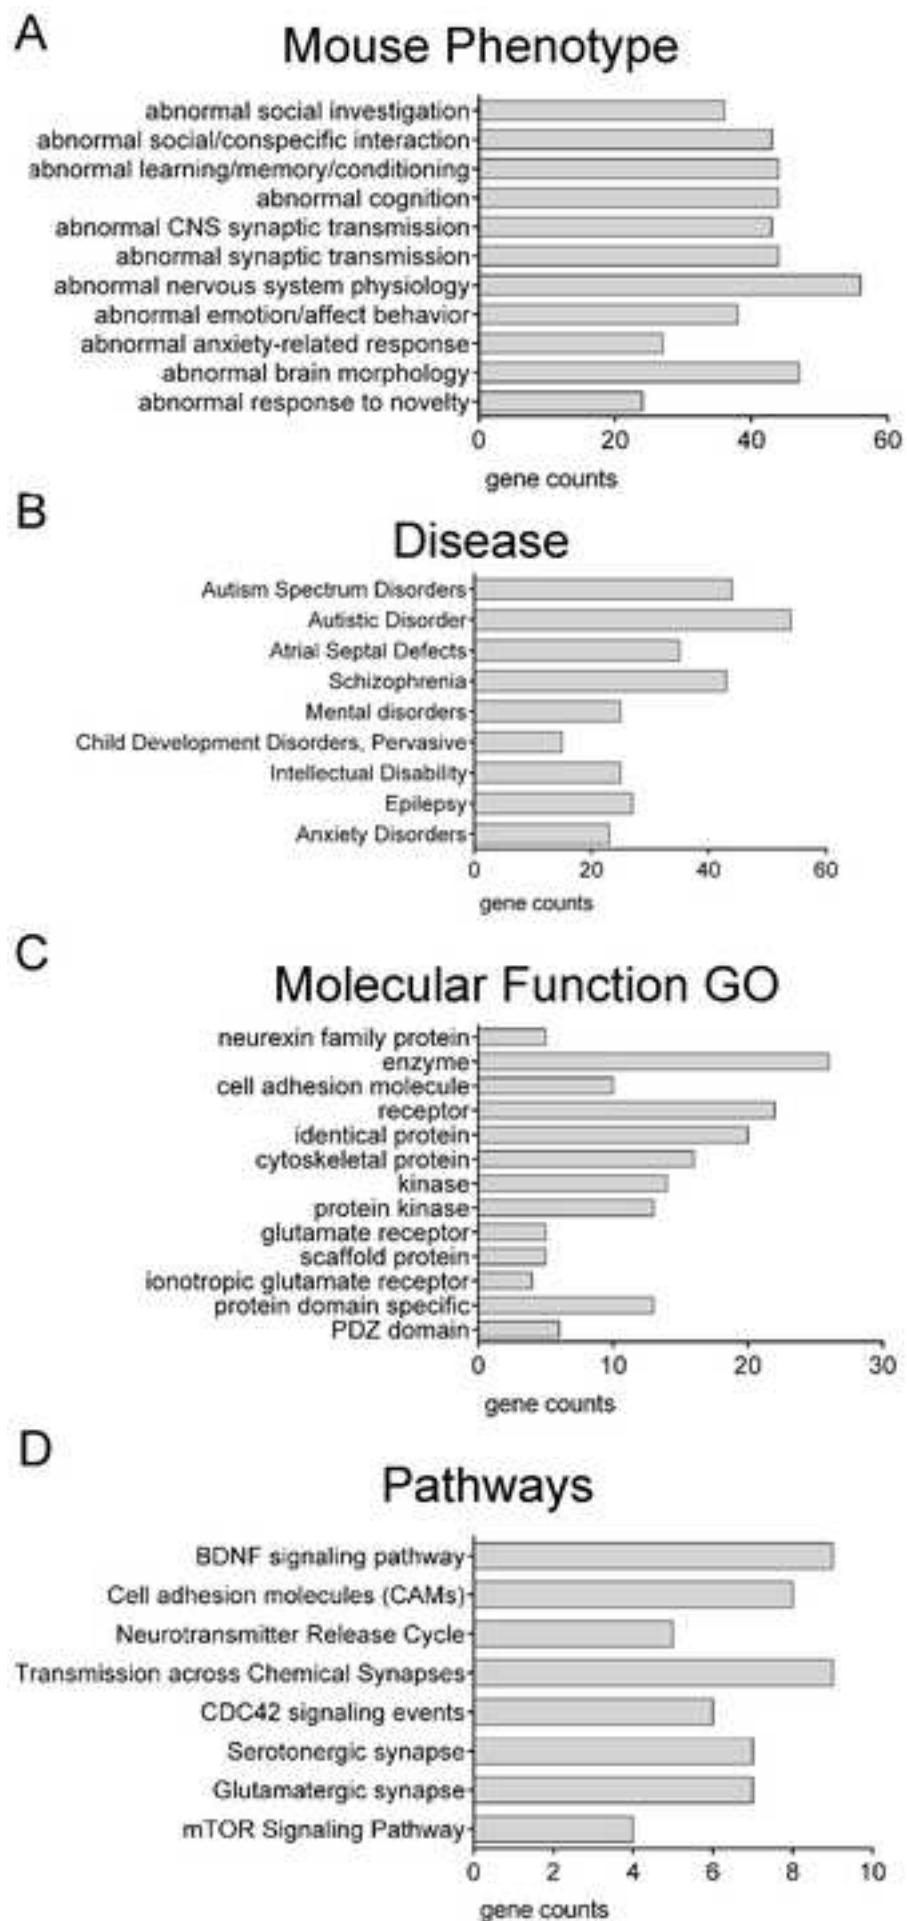 A
Mouse Phenotype
abnormal social investigation
abnormal social/conspecific interaction
abnormal learning/memory/conditioning
abnormal cognition
abnormal CNS synaptic transmission
abnormal synaptic transmission
abnormal nervous system physiology
abnormal emotion/affect behavior
abnormal anxiety-related response
abnormal brain morphology
abnormal response to novelty
0 20 40 60
gene counts
B
Disease
Autism Spectrum Disorders
Autistic Disorder
Atrial Septal Defects
Schizophrenia
Mental disorders
Child Development Disorders, Pervasive
Intellectual Disability
Epilepsy
Anxiety Disorders
0 20 40 60
gene counts
C
Molecular Function GO
neurexin family protein
enzyme
cell adhesion molecule
receptor
identical protein
cytoskeletal protein
kinase
protein kinase
glutamate receptor
scaffold protein
ionotropic glutamate receptor
protein domain specific
PDZ domain
0 10 20 30
gene counts
D
Pathways
BDNF signaling pathway
Cell adhesion molecules (CAMs)
Neurotransmitter Release Cycle
Transmission across Chemical Synapses
CDC42 signaling events
Serotonergic synapse
Glutamatergic synapse
mTOR Signaling Pathway
0 2 4 6 8 10
gene counts